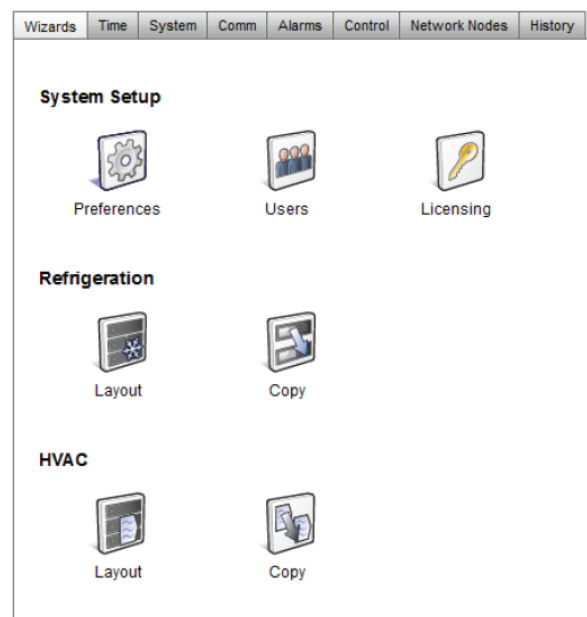 Wizards Time System Comm Alarms Control Network Nodes History
System Setup
Preferences Users Licensing
Refrigeration
Layout Copy
HVAC
Layout Copy